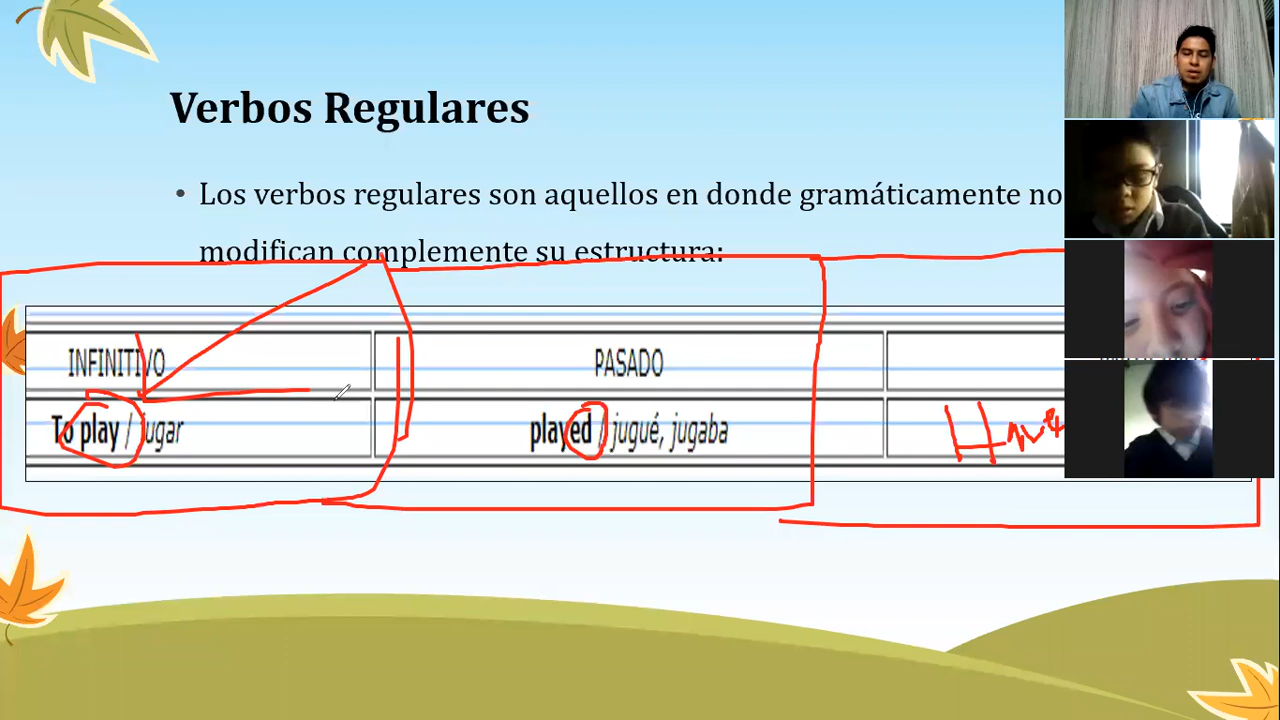 Verbos Regulares
• Los verbos regulares son aquellos en donde gramáticamente no
modifican complemente su estructura:
INFINITIVO PASADO
To play / jugar played / jugué, jugaba Have